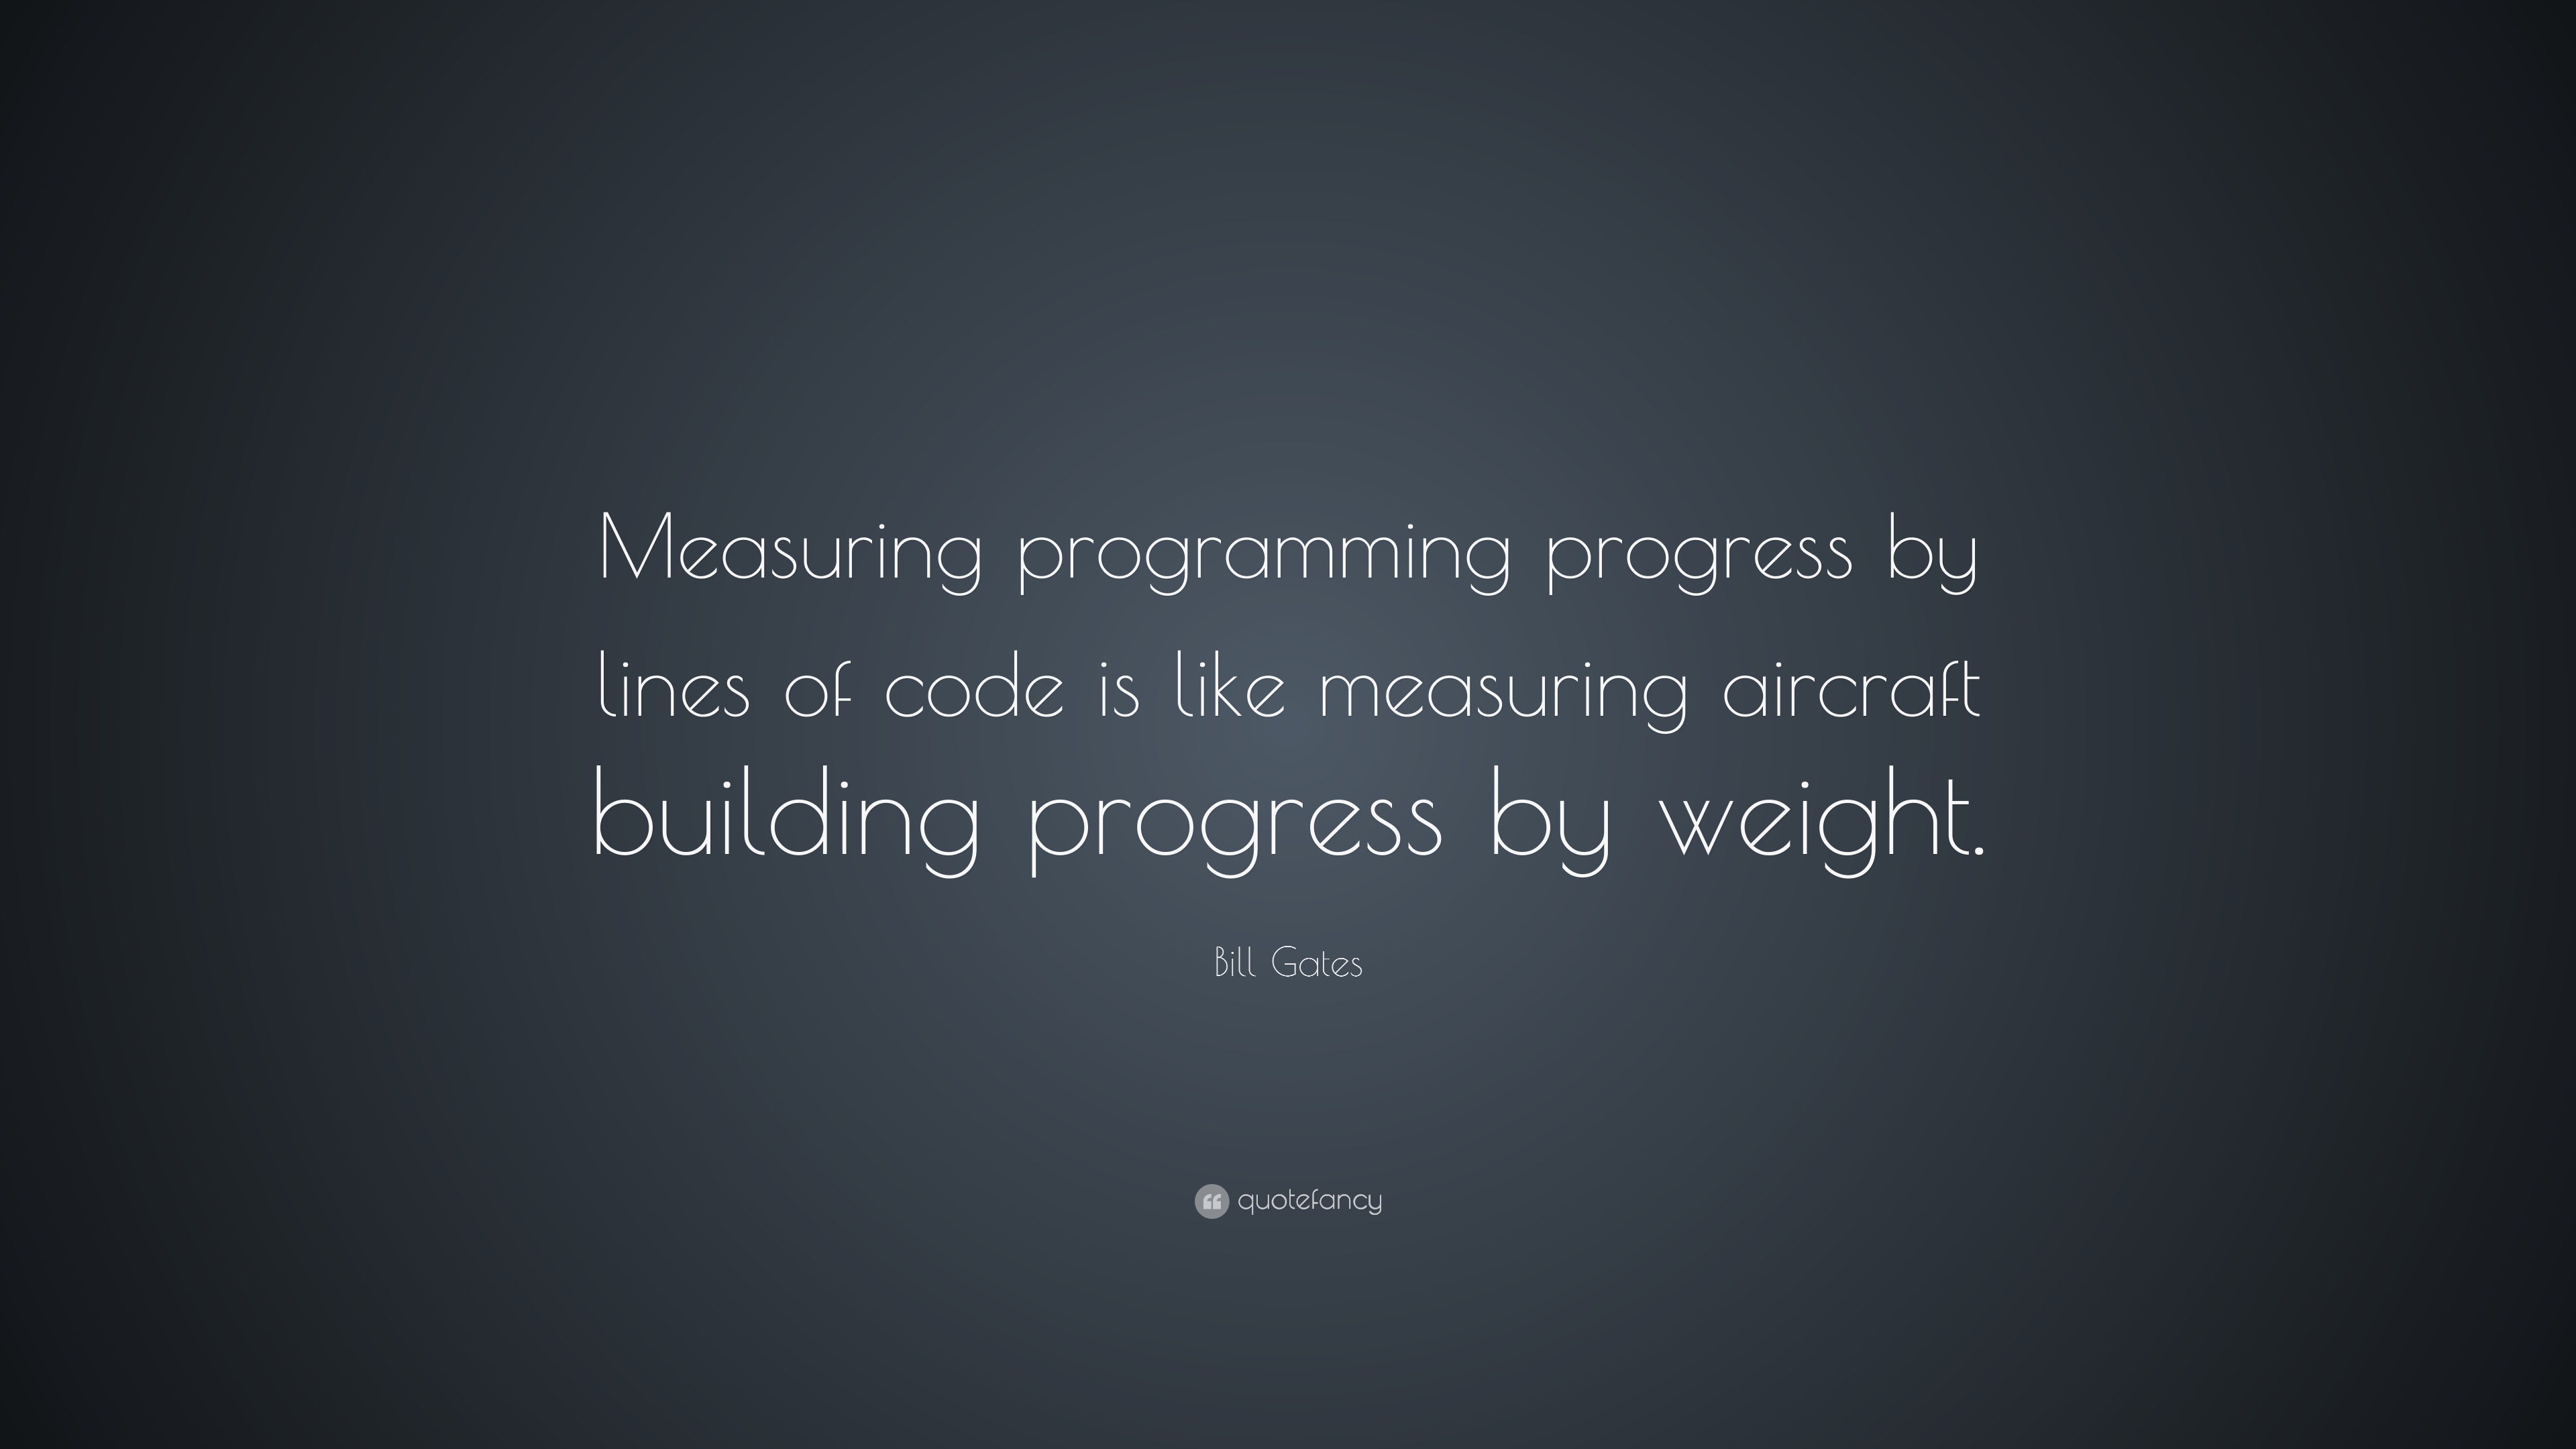 Measuring programming progress by
lines of code is like measuring aircraft
building progress by weight.
Bill Gates
quotefancy